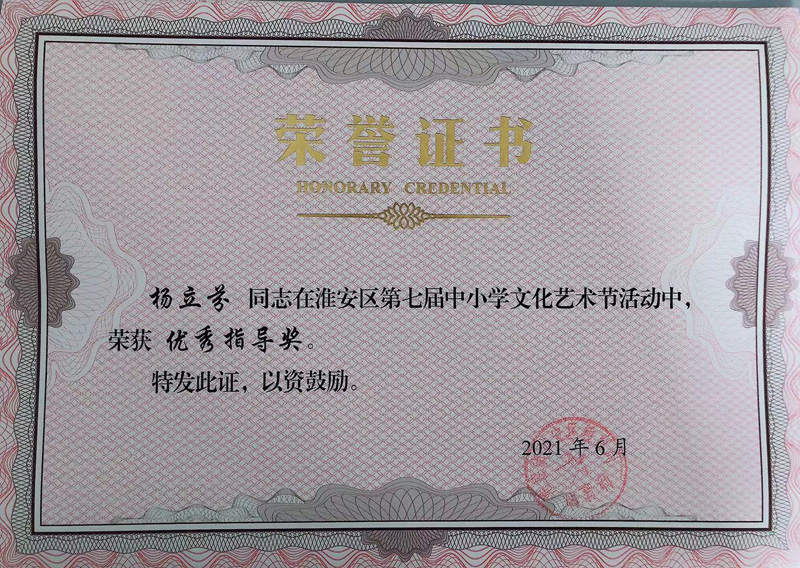 荣誉证书
HONORARY CREDENTIAL
杨立芬 同志在淮安区第七届中小学文化艺术节活动中，
荣获 优秀指导奖。
特发此证，以资鼓励。
2021 年 6 月